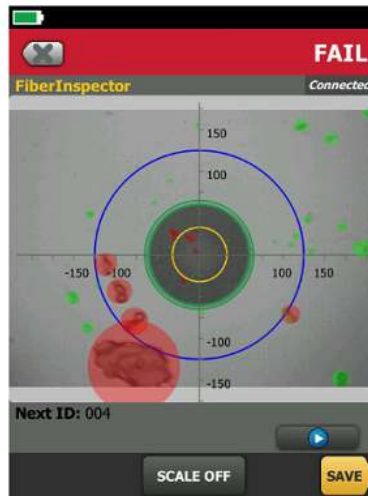 FAIL
FiberInspector Connected
150
100
-150 -100 100 150
-100
-150
Next ID: 004
SCALE OFF SAVE